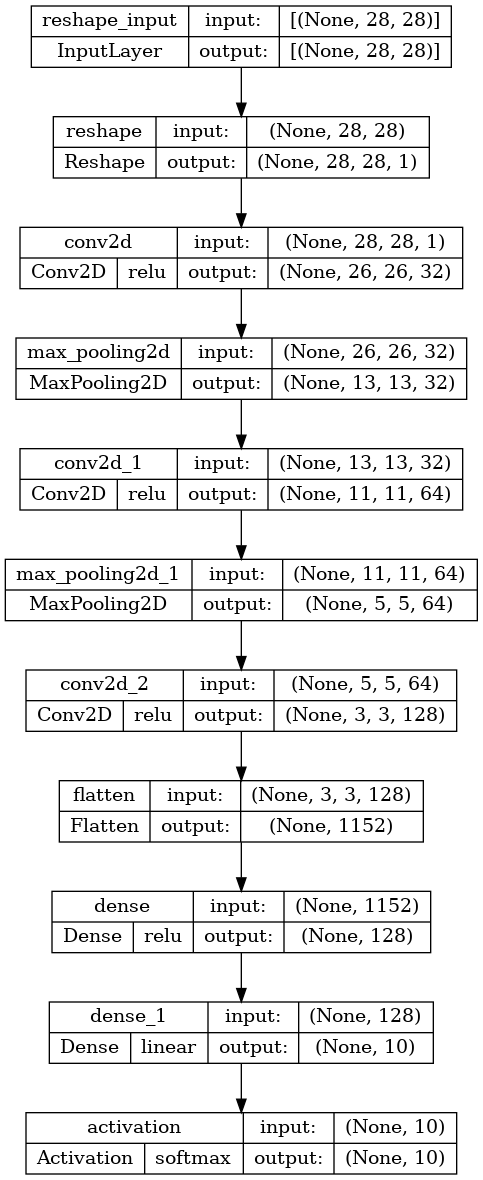 reshape_input input: [(None, 28, 28)]
InputLayer output: [(None, 28, 28)]
reshape input: (None, 28, 28)
Reshape output: (None, 28, 28, 1)
conv2d input: (None, 28, 28, 1)
Conv2D relu output: (None, 26, 26, 32)
max_pooling2d input: (None, 26, 26, 32)
MaxPooling2D output: (None, 13, 13, 32)
conv2d_1 input: (None, 13, 13, 32)
Conv2D relu output: (None, 11, 11, 64)
max_pooling2d_1 input: (None, 11, 11, 64)
MaxPooling2D output: (None, 5, 5, 64)
conv2d_2 input: (None, 5, 5, 64)
Conv2D relu output: (None, 3, 3, 128)
flatten input: (None, 3, 3, 128)
Flatten output: (None, 1152)
dense input: (None, 1152)
Dense relu output: (None, 128)
dense_1 input: (None, 128)
Dense linear output: (None, 10)
activation input: (None, 10)
Activation softmax output: (None, 10)